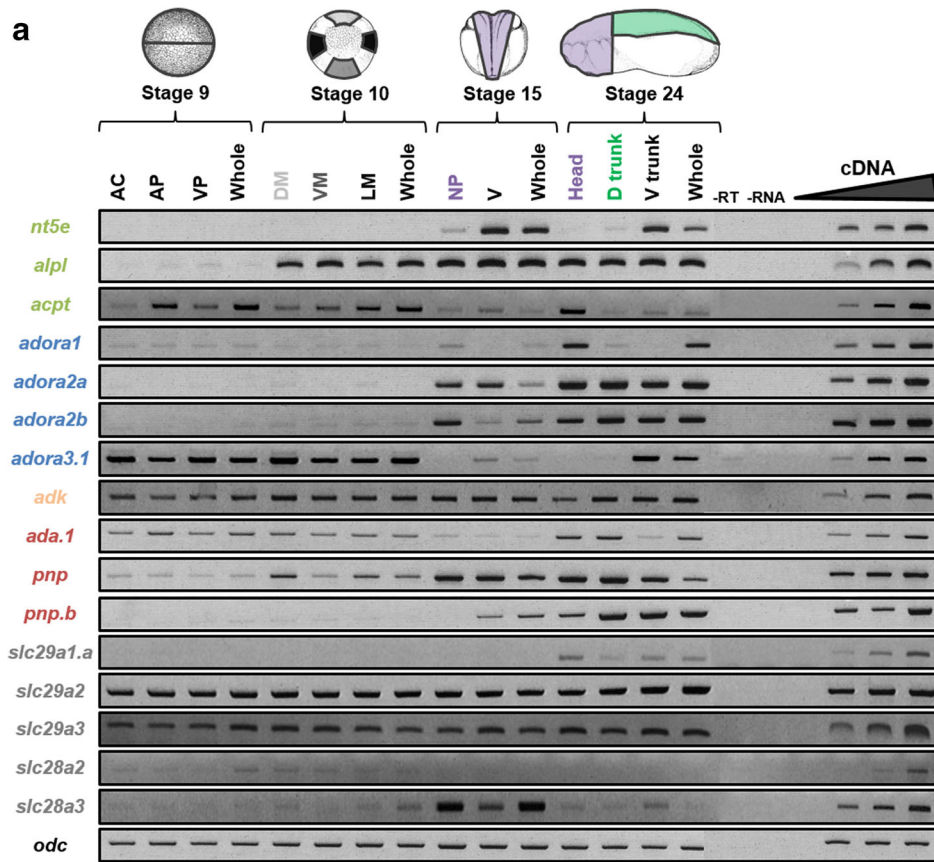 a
Stage 9 Stage 10 Stage 15 Stage 24
AC AP VP Whole DM VM LM Whole NP V Whole Head D trunk V trunk Whole -RT -RNA cDNA
nt5e
alpl
acpt
adora1
adora2a
adora2b
adora3.1
adk
ada.1
pnp
pnp.b
slc29a1.a
slc29a2
slc29a3
slc28a2
slc28a3
odc